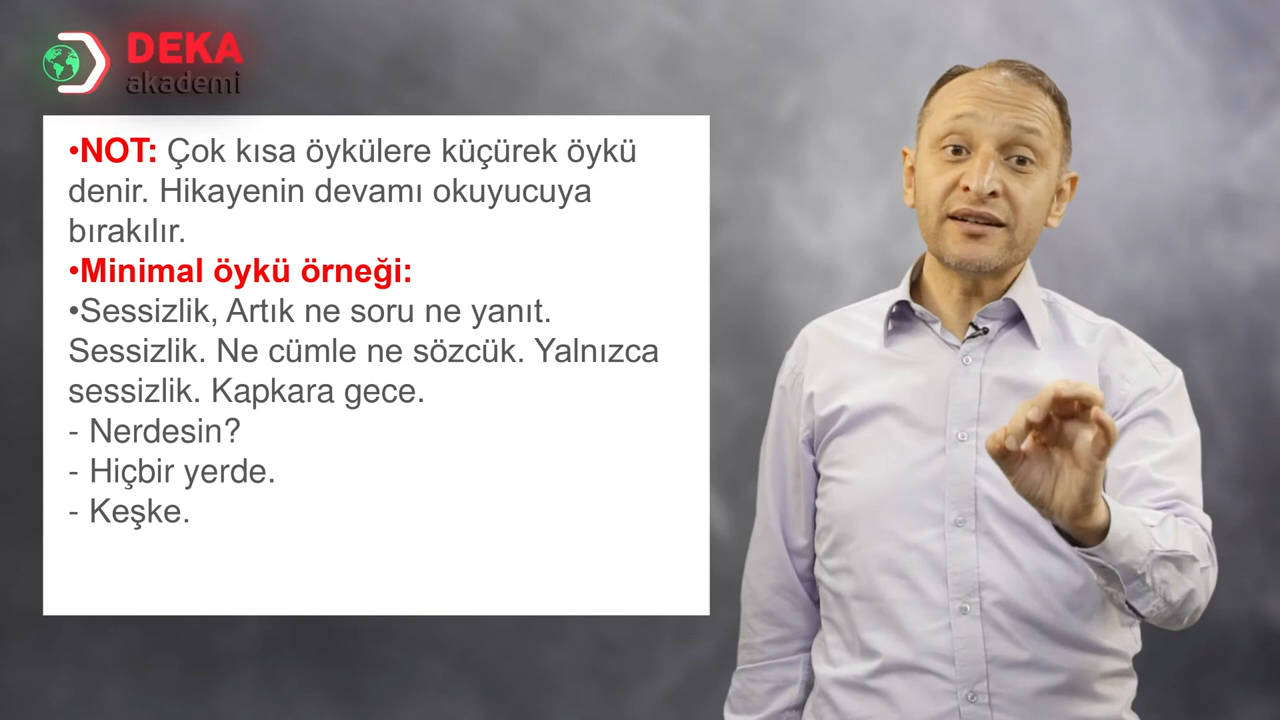 DEKA
akademi
•NOT: Çok kısa öykülere küçürek öykü
denir. Hikayenin devamı okuyucuya
bırakılır.
•Minimal öykü örneği:
•Sessizlik, Artık ne soru ne yanıt.
Sessizlik. Ne cümle ne sözcük. Yalnızca
sessizlik. Kapkara gece.
- Nerdesin?
- Hiçbir yerde.
- Keşke.